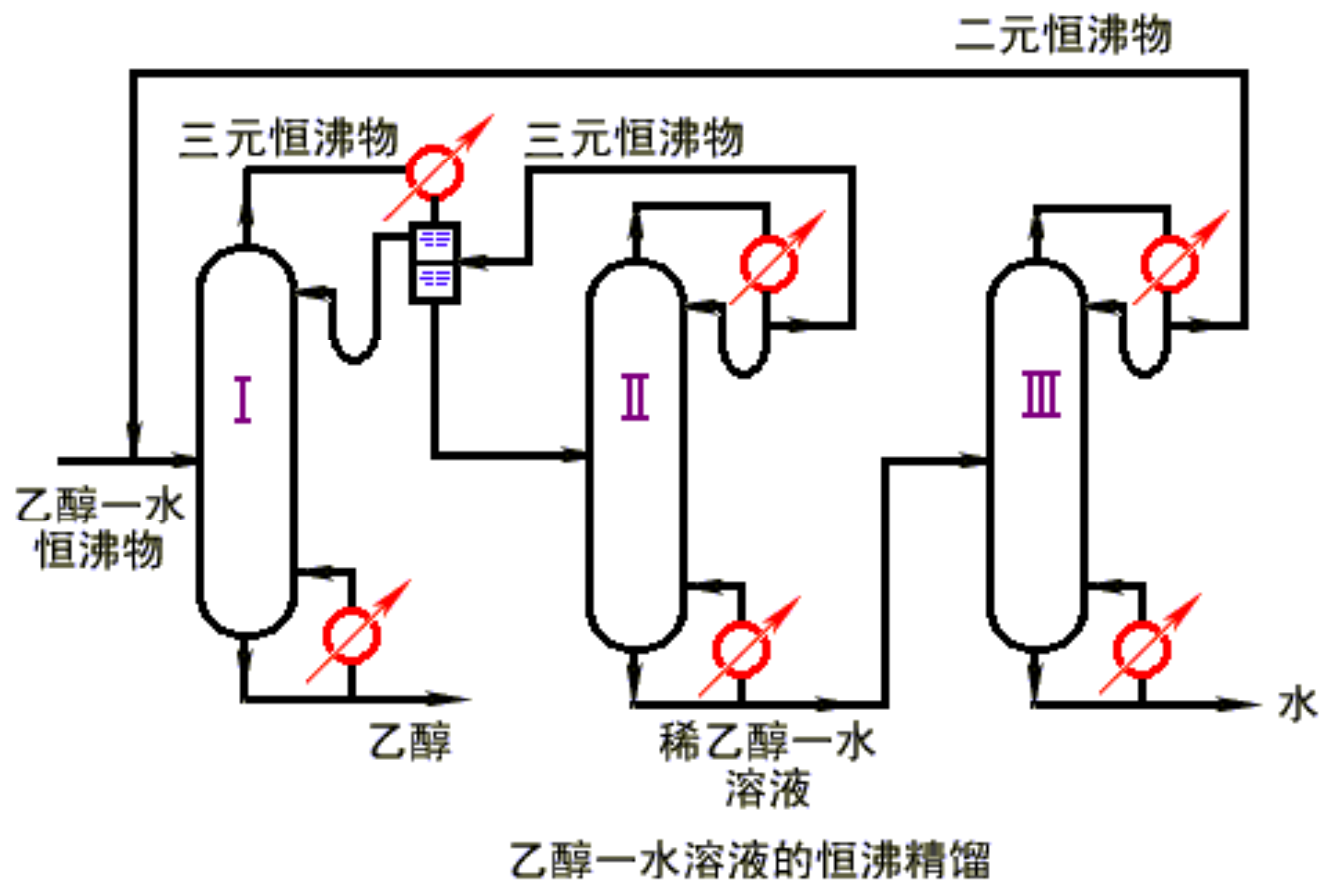 二元恒沸物
三元恒沸物
三元恒沸物
Ⅰ
Ⅱ
Ⅲ
乙醇一水
恒沸物
乙醇
稀乙醇一水
溶液
水
乙醇一水溶液的恒沸精馏